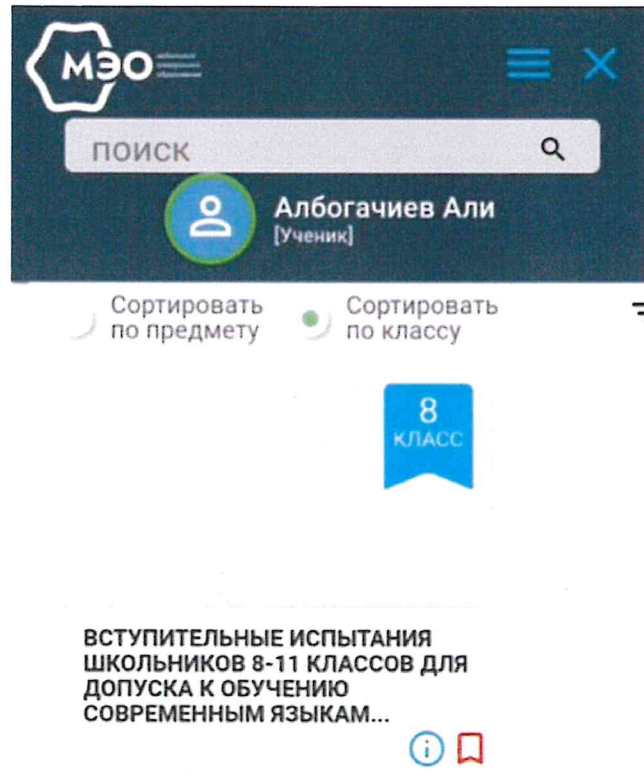 МЭО
ПОИСК
Албогачиев Али
[Ученик]
Сортировать
по предмету
Сортировать
по классу
8
КЛАСС
ВСТУПИТЕЛЬНЫЕ ИСПЫТАНИЯ
ШКОЛЬНИКОВ 8-11 КЛАССОВ ДЛЯ
ДОПУСКА К ОБУЧЕНИЮ
СОВРЕМЕННЫМ ЯЗЫКАМ...